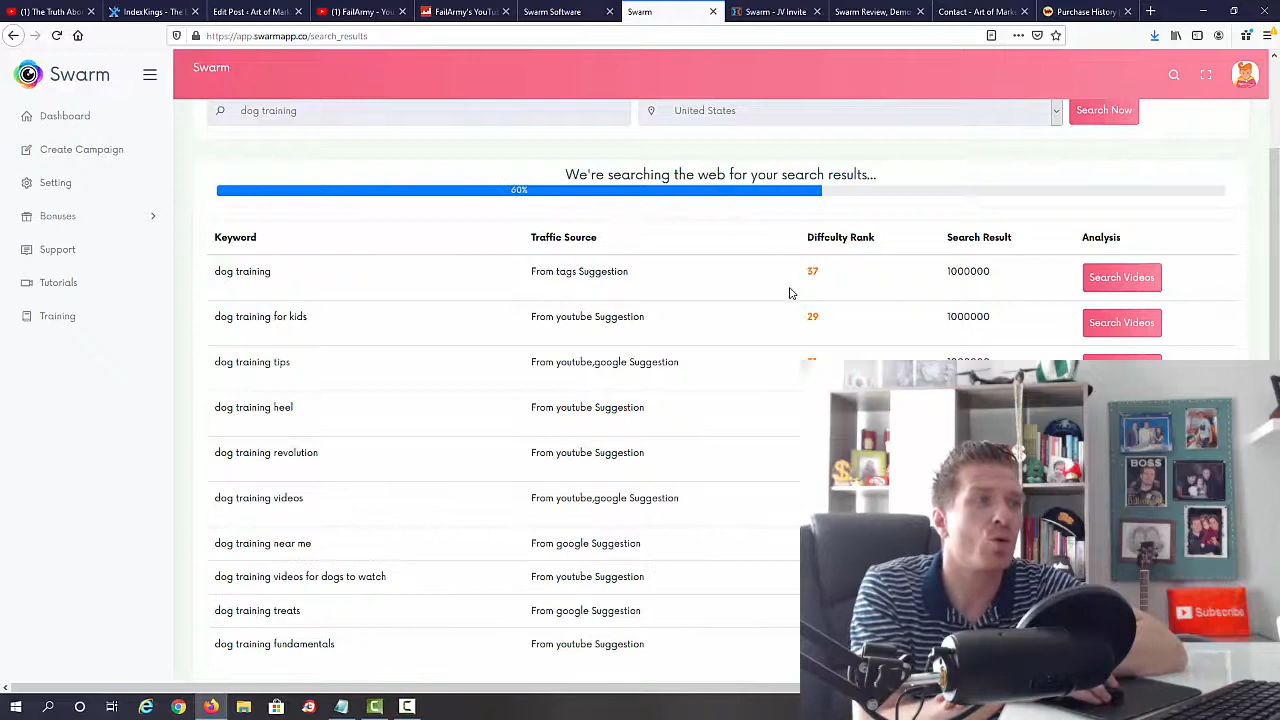 (1) The Truth Abo
IndexKings - The
Edit Post ‹ Art of Mark
(1) FailArmy - You
FailArmy's YouTu
Swarm Software
Swarm
Swarm - JV Invite
Swarm Review, Demo
Contact - Art of Marke
Purchase History |
https://app.swarmapp.co/search_results
Swarm
Swarm
Dashboard
Create Campaign
Setting
Bonuses
Support
Tutorials
Training
dog training
United States
Search Now
We're searching the web for your search results...
60%
Keyword Traffic Source Diffculty Rank Search Result Analysis
dog training From tags Suggestion 37 1000000 Search Videos
dog training for kids From youtube Suggestion 29 1000000 Search Videos
dog training tips From youtube,google Suggestion
dog training heel From youtube Suggestion
dog training revolution From youtube Suggestion
dog training videos From youtube,google Suggestion
dog training near me From google Suggestion
dog training videos for dogs to watch From youtube Suggestion
dog training treats From google Suggestion
dog training fundamentals From youtube Suggestion
BO$$
Subscribe